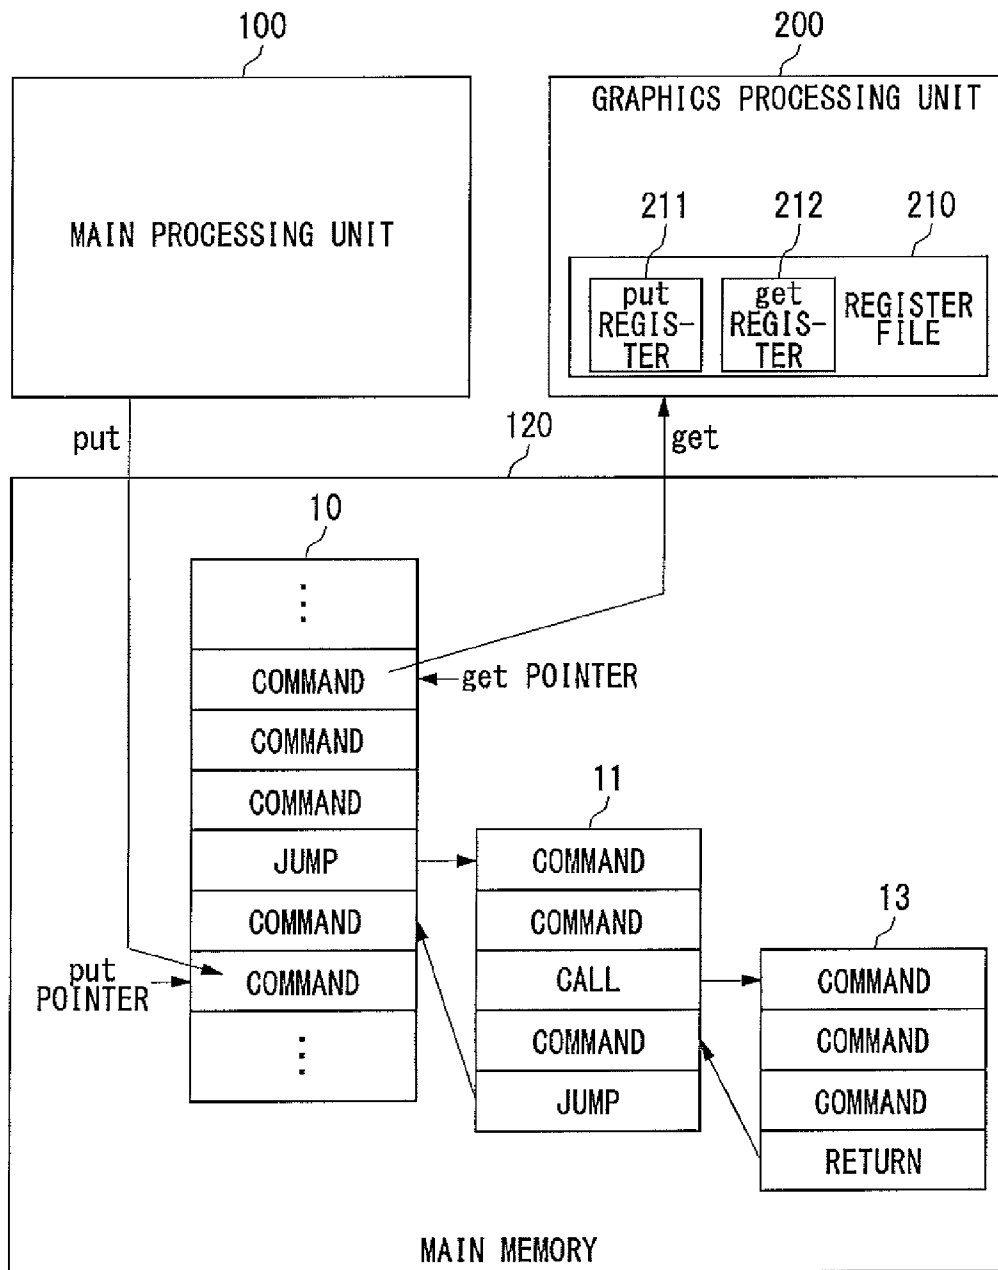 100
200
MAIN PROCESSING UNIT
GRAPHICS PROCESSING UNIT
211
212
210
put
REGIS-
TER
get
REGIS-
TER
REGISTER
FILE
put
get
120
10
⋮
COMMAND
get POINTER
COMMAND
COMMAND
JUMP
COMMAND
put
POINTER
COMMAND
⋮
11
COMMAND
COMMAND
CALL
COMMAND
JUMP
13
COMMAND
COMMAND
COMMAND
RETURN
MAIN MEMORY